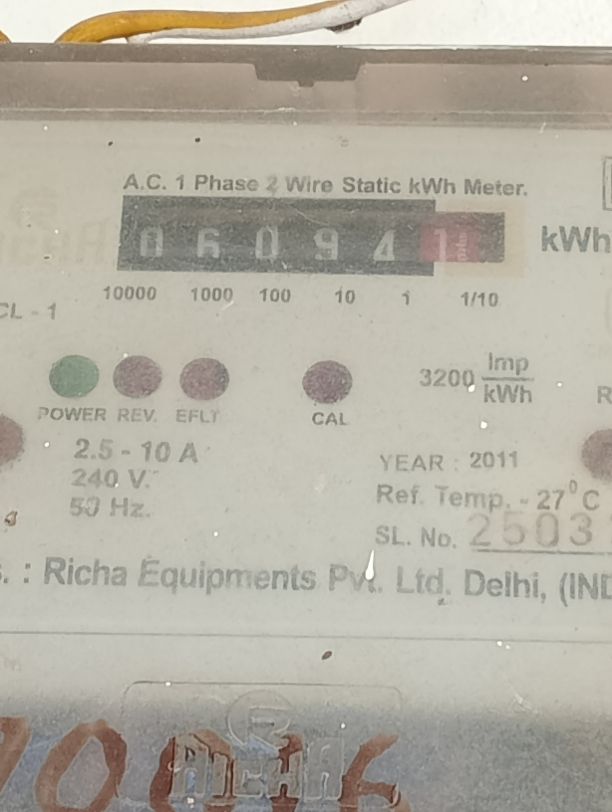 A.C. 1 Phase 2 Wire Static kWh Meter.
0 6 0 9 4 1 kWh
10000 1000 100 10 1 1/10
CL - 1
3200 Imp/kWh
POWER REV. EFLT CAL
2.5 - 10 A
240 V.
50 Hz.
YEAR : 2011
Ref. Temp. - 27°C
SL. No. 2503
s. : Richa Equipments Pvt. Ltd. Delhi, (IND
R
RICHA